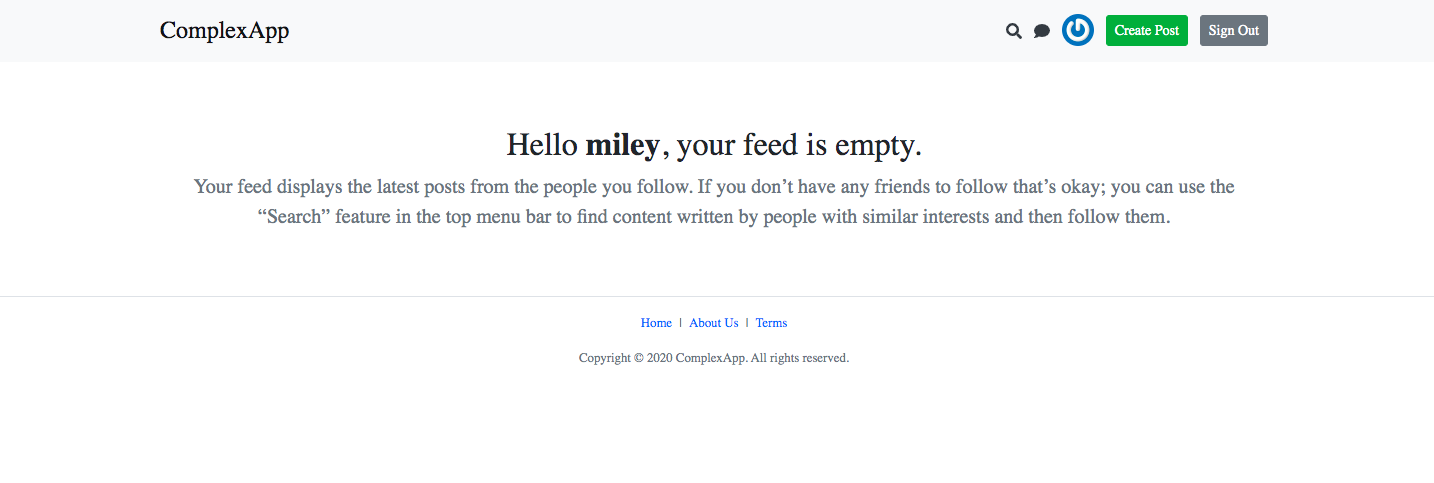 ComplexApp
Create Post
Sign Out
Hello miley, your feed is empty.
Your feed displays the latest posts from the people you follow. If you don’t have any friends to follow that’s okay; you can use the
“Search” feature in the top menu bar to find content written by people with similar interests and then follow them.
Home | About Us | Terms
Copyright © 2020 ComplexApp. All rights reserved.